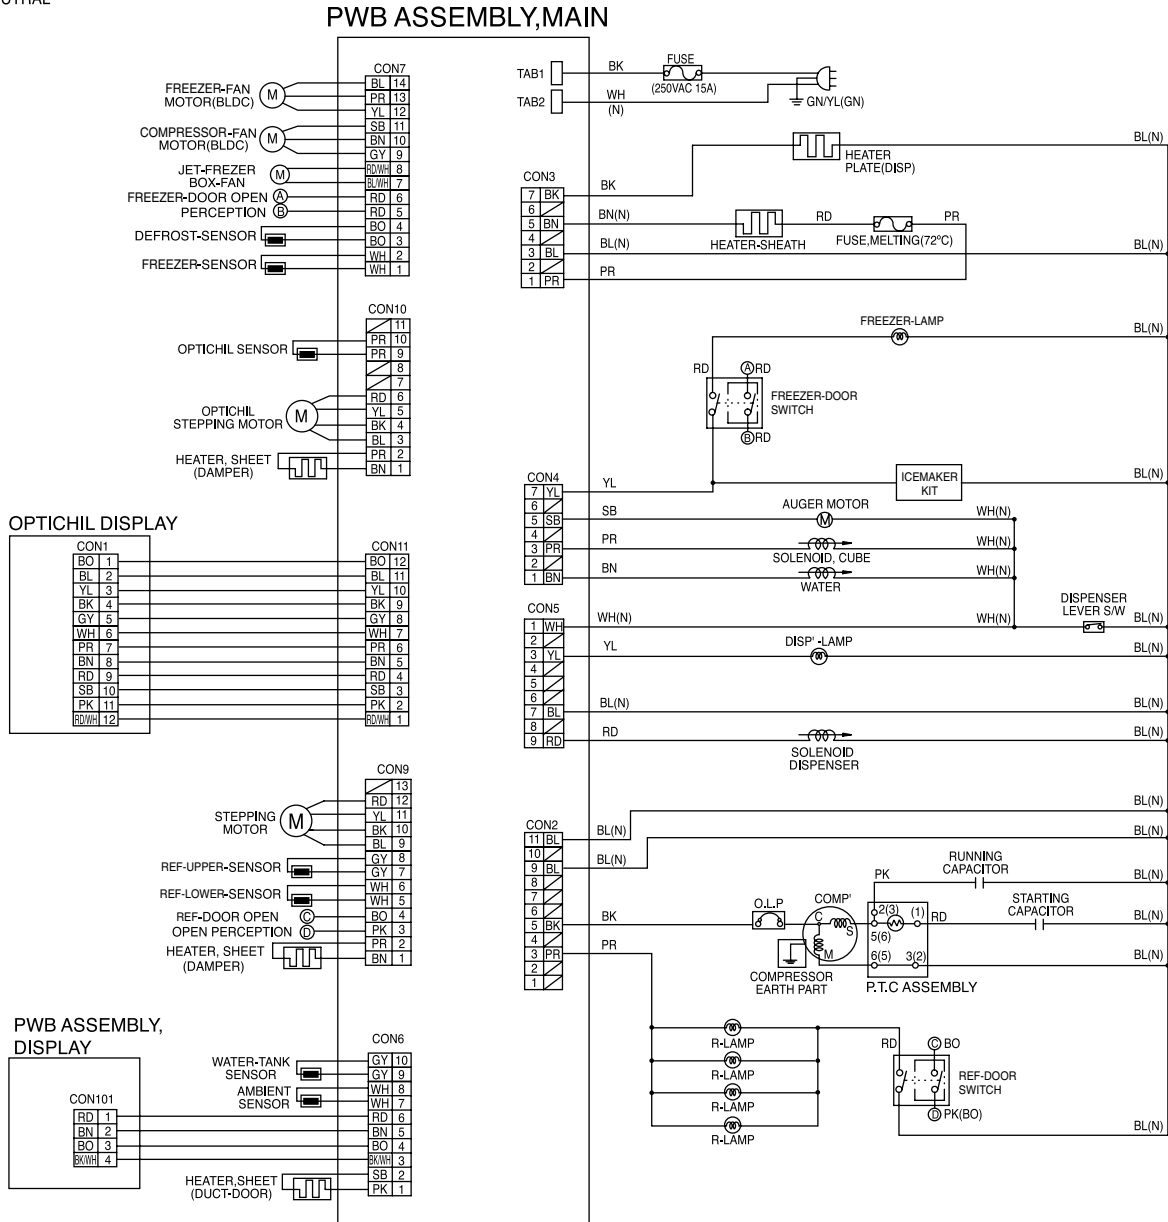 PWB ASSEMBLY,MAIN
CON7
FREEZER-FAN
MOTOR(BLDC)
M
BL 14
PR 13
YL 12
COMPRESSOR-FAN
MOTOR(BLDC)
M
SB 11
BN 10
GY 9
JET-FREZER
BOX-FAN
M
RD/WH 8
BL/WH 7
FREEZER-DOOR OPEN A
PERCEPTION B
RD 6
RD 5
DEFROST-SENSOR
BO 4
BO 3
FREEZER-SENSOR
WH 2
WH 1
CON10
11
OPTICHIL SENSOR
PR 10
PR 9
8
7
OPTICHIL
STEPPING MOTOR
M
RD 6
YL 5
BK 4
BL 3
HEATER, SHEET
(DAMPER)
PR 2
BN 1
OPTICHIL DISPLAY
CON1
CON11
BO 1
BO 12
BL 2
BL 11
YL 3
YL 10
BK 4
BK 9
GY 5
GY 8
WH 6
WH 7
PR 7
PR 6
BN 8
BN 5
RD 9
RD 4
SB 10
SB 3
PK 11
PK 2
RD/WH 12
RD/WH 1
CON9
13
STEPPING
MOTOR
M
RD 12
YL 11
BK 10
BL 9
REF-UPPER-SENSOR
GY 8
GY 7
REF-LOWER-SENSOR
WH 6
WH 5
REF-DOOR OPEN C
OPEN PERCEPTION D
BO 4
PK 3
HEATER, SHEET
(DAMPER)
PR 2
BN 1
PWB ASSEMBLY,
DISPLAY
CON6
WATER-TANK
SENSOR
GY 10
GY 9
AMBIENT
SENSOR
WH 8
WH 7
CON101
RD 1
RD 6
BN 2
BN 5
BO 3
BO 4
BK/WH 4
BK/WH 3
HEATER,SHEET
(DUCT-DOOR)
SB 2
PK 1
TAB1
BK
FUSE
(250VAC 15A)
TAB2
WH
(N)
GN/YL(GN)
BL(N)
HEATER
PLATE(DISP)
CON3
7 BK
BK
6
5 BN
BN(N)
HEATER-SHEATH
RD
FUSE,MELTING(72ºC)
PR
4
3 BL
BL(N)
BL(N)
2
1 PR
PR
FREEZER-LAMP
BL(N)
RD
A RD
FREEZER-DOOR
SWITCH
B RD
CON4
7 YL
YL
ICEMAKER
KIT
BL(N)
6
5 SB
SB
AUGER MOTOR
M
WH(N)
4
3 PR
PR
SOLENOID, CUBE
WH(N)
2
1 BN
BN
WATER
WH(N)
CON5
1 WH
WH(N)
WH(N)
DISPENSER
LEVER S/W
BL(N)
2
3 YL
YL
DISP' -LAMP
BL(N)
4
5
6
7 BL
BL(N)
BL(N)
8
9 RD
RD
SOLENOID
DISPENSER
BL(N)
BL(N)
CON2
11 BL
BL(N)
BL(N)
10
9 BL
BL(N)
RUNNING
CAPACITOR
PK
BL(N)
8
7
6
5 BK
BK
O.L.P
COMP'
C
S
M
2(3)
(1)
RD
STARTING
CAPACITOR
BL(N)
5(6)
4
3 PR
PR
6(5)
3(2)
BL(N)
2
1
COMPRESSOR
EARTH PART
P.T.C ASSEMBLY
R-LAMP
R-LAMP
R-LAMP
R-LAMP
RD
C BO
REF-DOOR
SWITCH
D PK(BO)
BL(N)